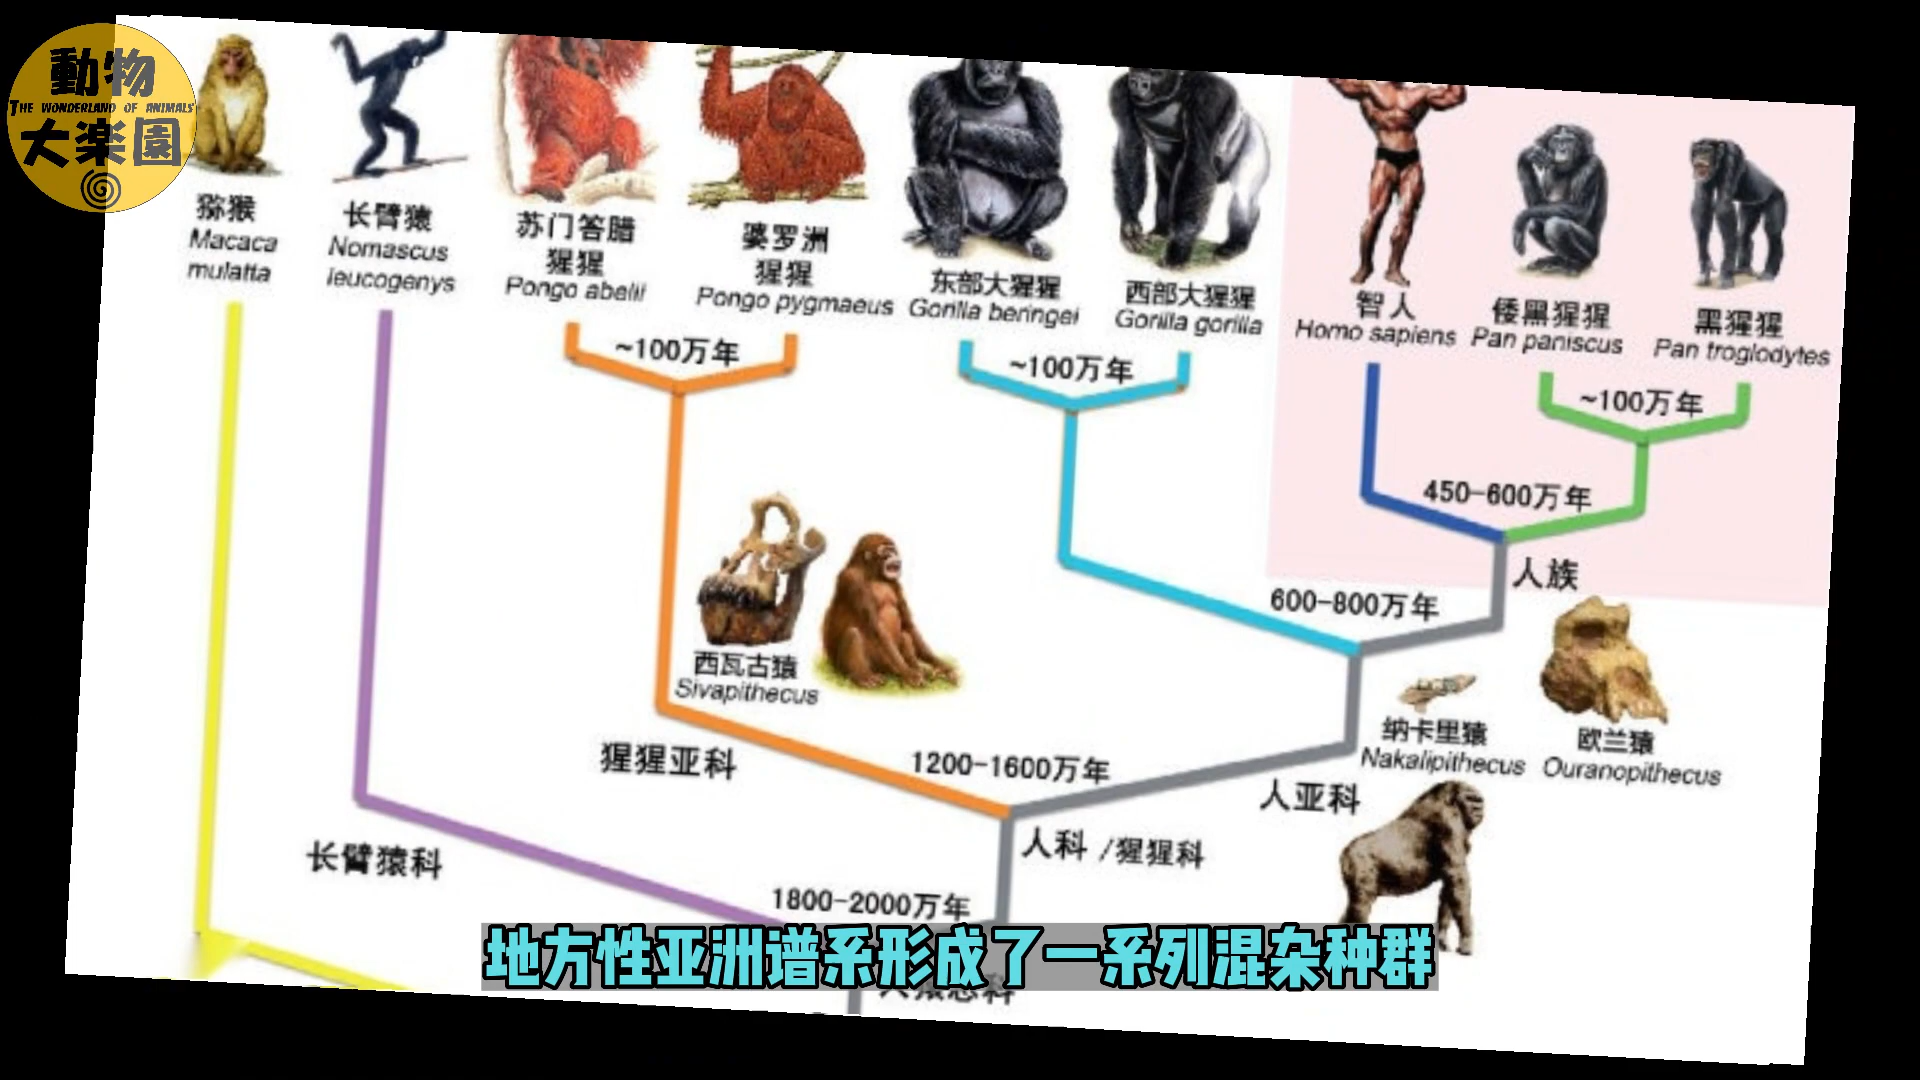 動物
THE WONDERLAND OF ANIMALS
大楽園
猕猴
Macaca
mulatta
长臂猿
Nomascus
leucogenys
苏门答腊
猩猩
Pongo abelii
婆罗洲
猩猩
Pongo pygmaeus
东部大猩猩
Gorilla beringei
西部大猩猩
Gorilla gorilla
智人
Homo sapiens
倭黑猩猩
Pan paniscus
黑猩猩
Pan troglodytes
~100万年
~100万年
~100万年
450-600万年
人族
600-800万年
西瓦古猿
Sivapithecus
纳卡里猿
Nakalipithecus
欧兰猿
Ouranopithecus
猩猩亚科
1200-1600万年
人亚科
人科 /猩猩科
长臂猿科
1800-2000万年
地方性亚洲谱系形成了一系列混杂种群